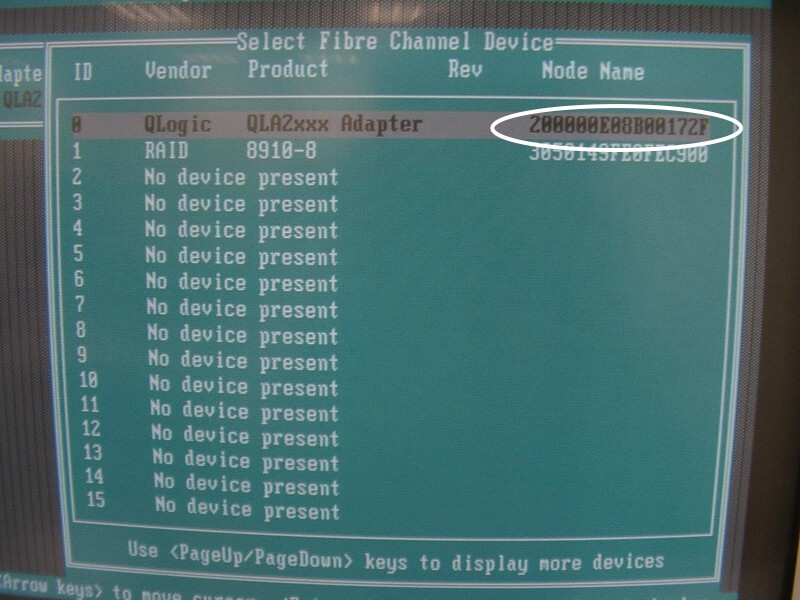 Select Fibre Channel Device
ID Vendor Product Rev Node Name
0 QLogic QLA2xxx Adapter 200000E08B00172F
1 RAID 8910-8 3050149FE0FEC900
2 No device present
3 No device present
4 No device present
5 No device present
6 No device present
7 No device present
8 No device present
9 No device present
10 No device present
11 No device present
12 No device present
13 No device present
14 No device present
15 No device present
Use <PageUp/PageDown> keys to display more devices
dapte
QLA2
<Arrow keys> to move cursor